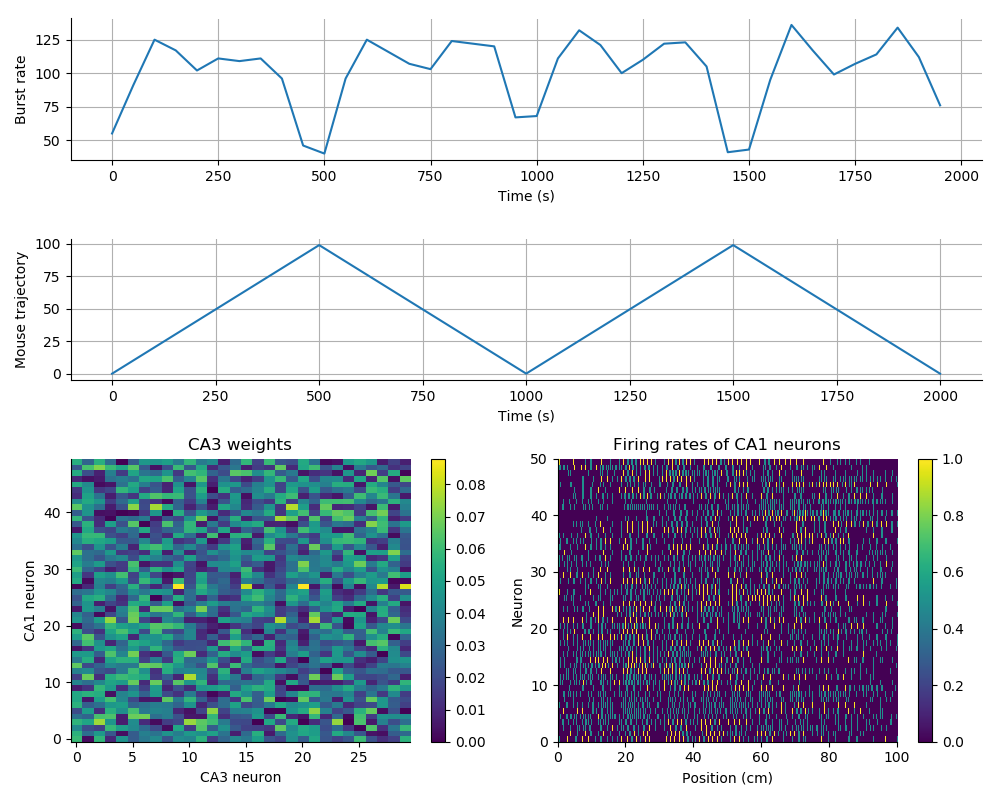 125
100
75
50
Burst rate
0 250 500 750 1000 1250 1500 1750 2000
Time (s)
100
75
50
25
0
Mouse trajectory
0 250 500 750 1000 1250 1500 1750 2000
Time (s)
CA3 weights
40
30
20
10
0
CA1 neuron
0 5 10 15 20 25
CA3 neuron
0.08
0.07
0.06
0.05
0.04
0.03
0.02
0.01
0.00
Firing rates of CA1 neurons
50
40
30
20
10
0
Neuron
0 20 40 60 80 100
Position (cm)
1.0
0.8
0.6
0.4
0.2
0.0